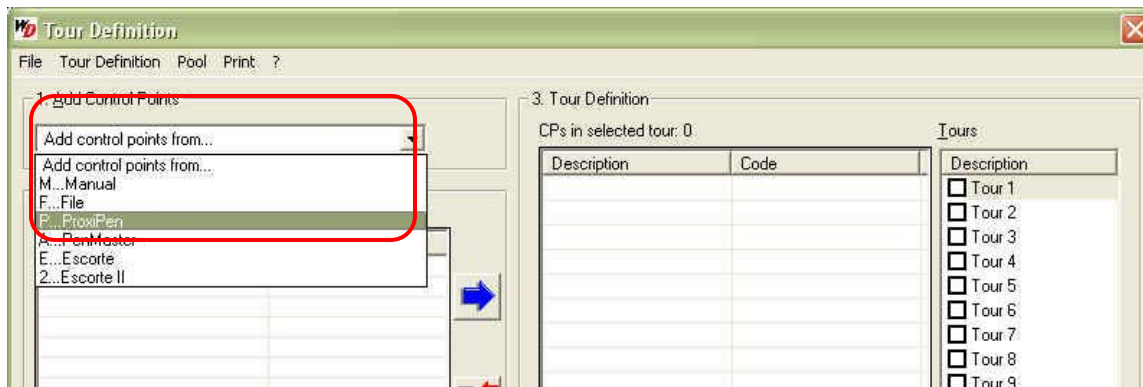 WD Tour Definition
File Tour Definition Pool Print ?
1. Add Control Points
Add control points from...
Add control points from...
M...Manual
F...File
P...ProxiPen
A...PenMaster
E...Escorte
2...Escorte II
3. Tour Definition
CPs in selected tour: 0
Description Code
Tours
Description
Tour 1
Tour 2
Tour 3
Tour 4
Tour 5
Tour 6
Tour 7
Tour 8
Tour 9